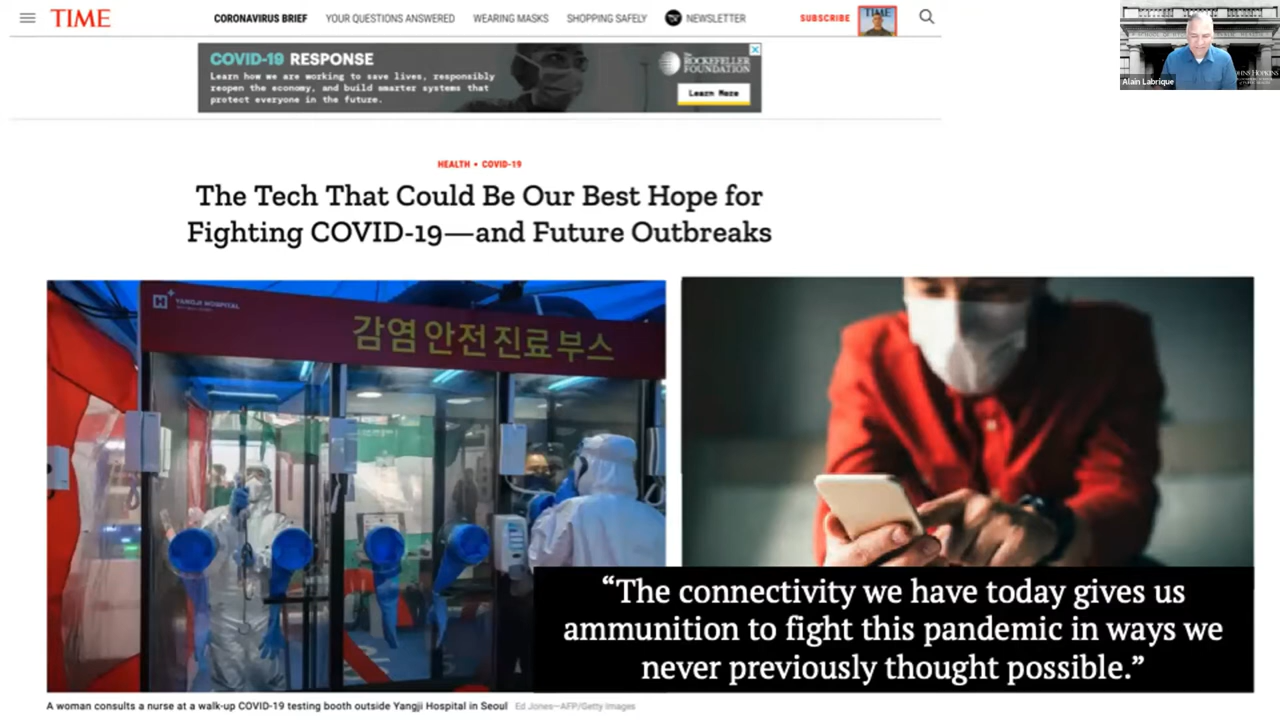 TIME
CORONAVIRUS BRIEF YOUR QUESTIONS ANSWERED WEARING MASKS SHOPPING SAFELY NEWSLETTER
SUBSCRIBE
TIME
COVID-19 RESPONSE
Learn how we are working to save lives, responsibly
reopen the economy, and build smarter systems that
protect everyone in the future.
The
ROCKEFELLER
FOUNDATION
Learn More
Alain Labrique
JOHNS HOPKINS
HEALTH • COVID-19
The Tech That Could Be Our Best Hope for
Fighting COVID-19—and Future Outbreaks
H YANGJI HOSPITAL
감염안전진료부스
“The connectivity we have today gives us
ammunition to fight this pandemic in ways we
never previously thought possible.”
A woman consults a nurse at a walk-up COVID-19 testing booth outside Yangji Hospital in Seoul Ed Jones—AFP/Getty Images